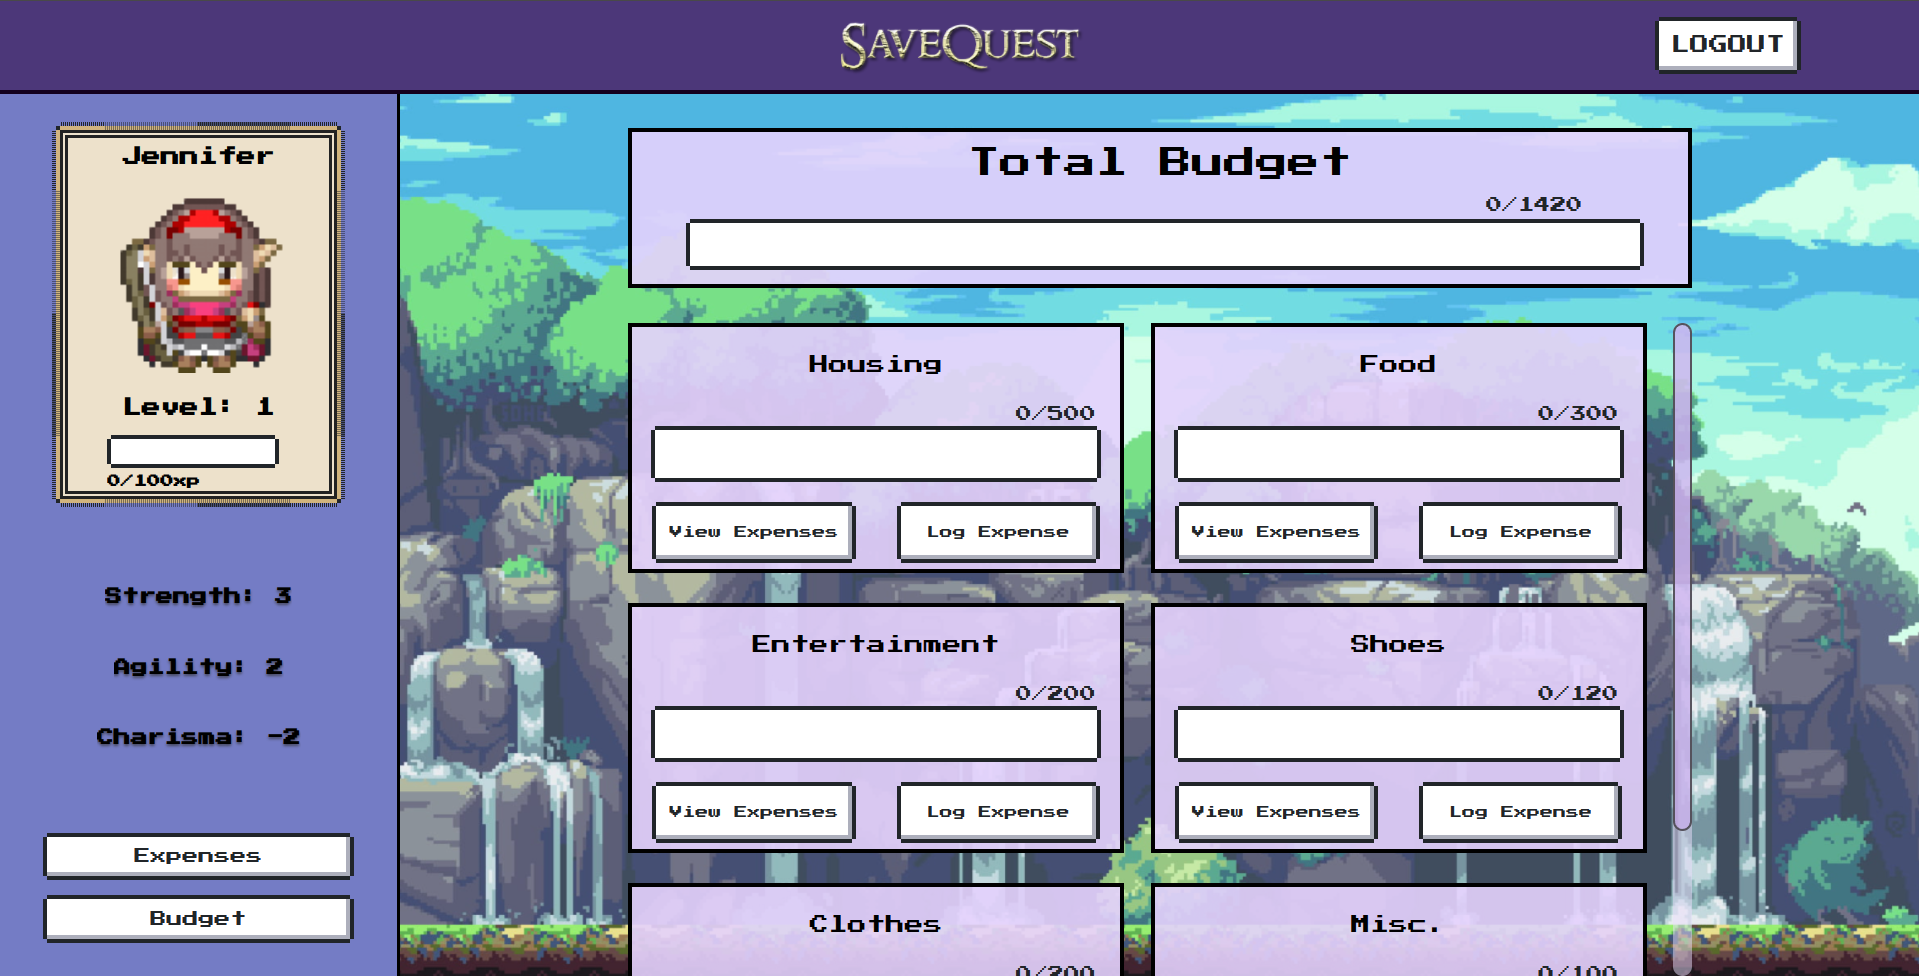 SAVEQUEST
LOGOUT
Jennifer
Level: 1
0/100xp
Strength: 3
Agility: 2
Charisma: -2
Expenses
Budget
Total Budget
0/1420
Housing
0/500
View Expenses
Log Expense
Food
0/300
View Expenses
Log Expense
Entertainment
0/200
View Expenses
Log Expense
Shoes
0/120
View Expenses
Log Expense
Clothes
0/200
Misc.
0/100